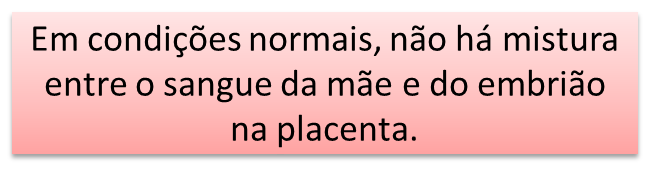 Em condições normais, não há mistura
entre o sangue da mãe e do embrião
na placenta.